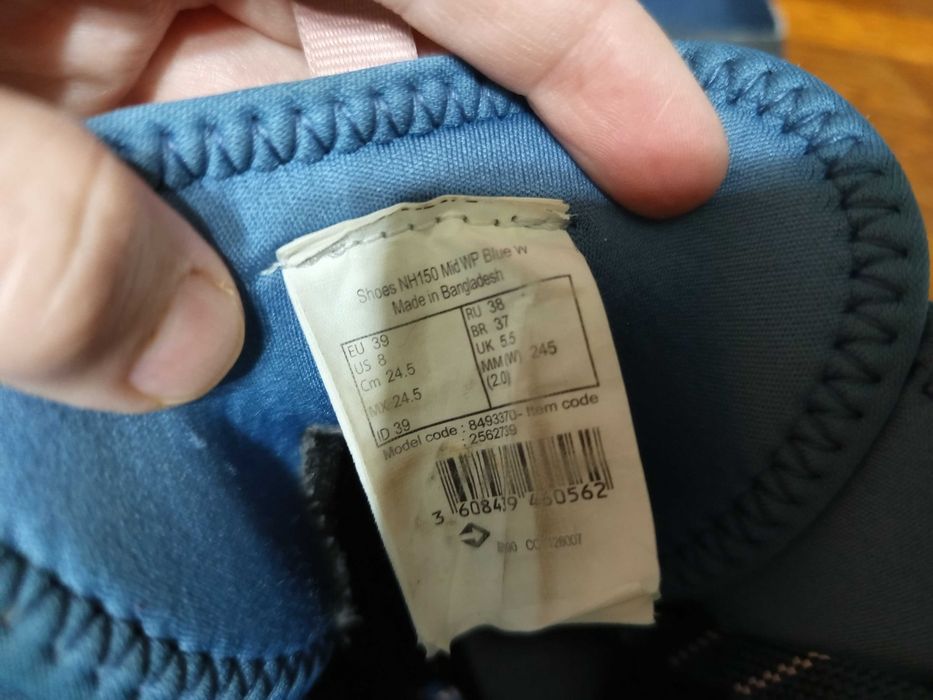 Shoes NH150 Mid WP Blue W
Made in Bangladesh
EU 39
US 8
Cm 24.5
MX 24.5
ID 39
RU 38
BR 37
UK 5.5
MM(W) 245
(2.0)
Model code : 8493370- Item code
: 2562739
3 608419 460562